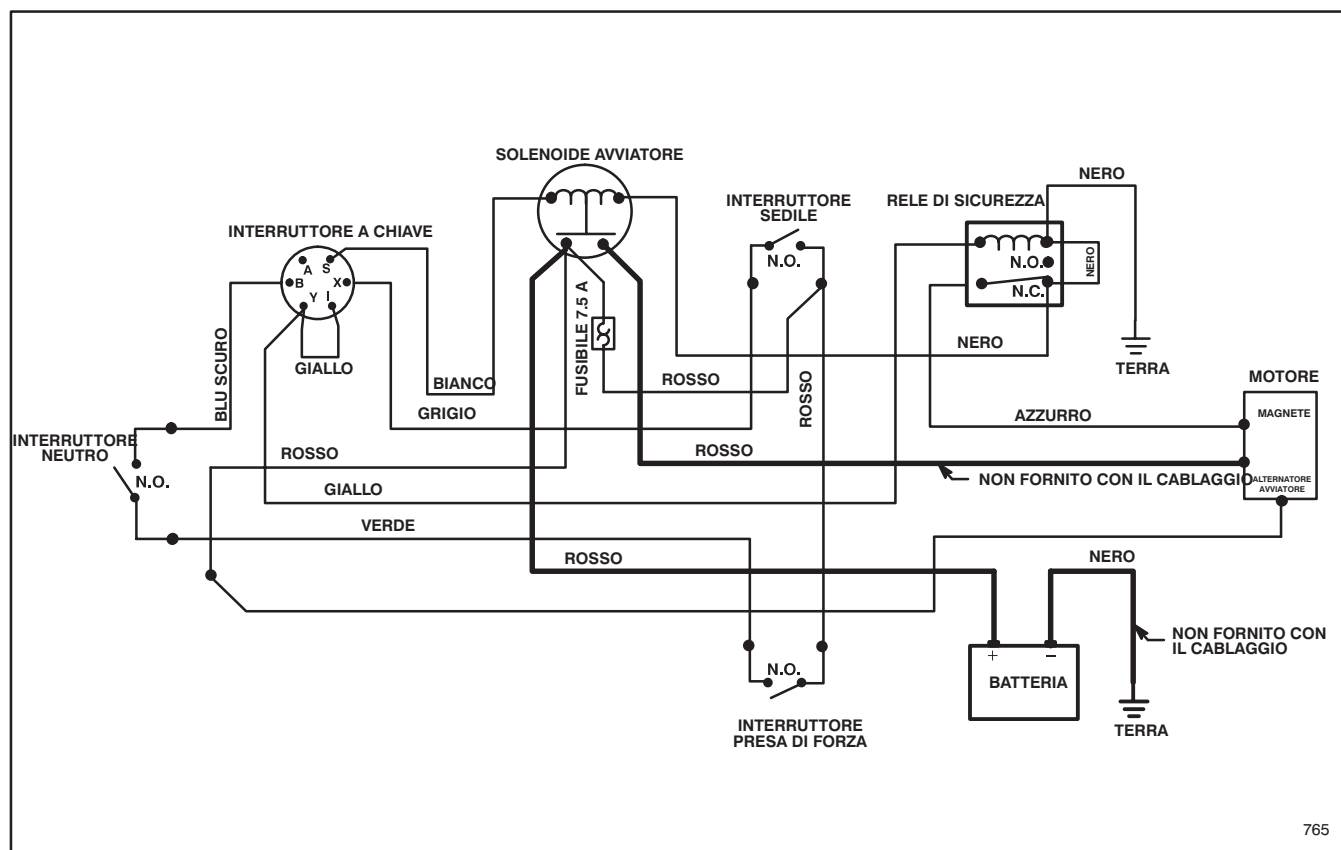 SOLENOIDE AVVIATORE
NERO
INTERRUTTORE
SEDILE
RELE DI SICUREZZA
INTERRUTTORE A CHIAVE
N.O.
N.O.
NERO
N.C.
A
S
B
X
Y
I
GIALLO
BLU SCURO
FUSIBILE 7.5 A
BIANCO
ROSSO
NERO
TERRA
GRIGIO
ROSSO
AZZURRO
MOTORE
MAGNETE
INTERRUTTORE
NEUTRO
N.O.
ROSSO
ROSSO
NON FORNITO CON IL CABLAGGIO
ALTERNATORE
AVVIATORE
GIALLO
VERDE
ROSSO
NERO
NON FORNITO CON
IL CABLAGGIO
+
−
BATTERIA
N.O.
TERRA
INTERRUTTORE
PRESA DI FORZA
765